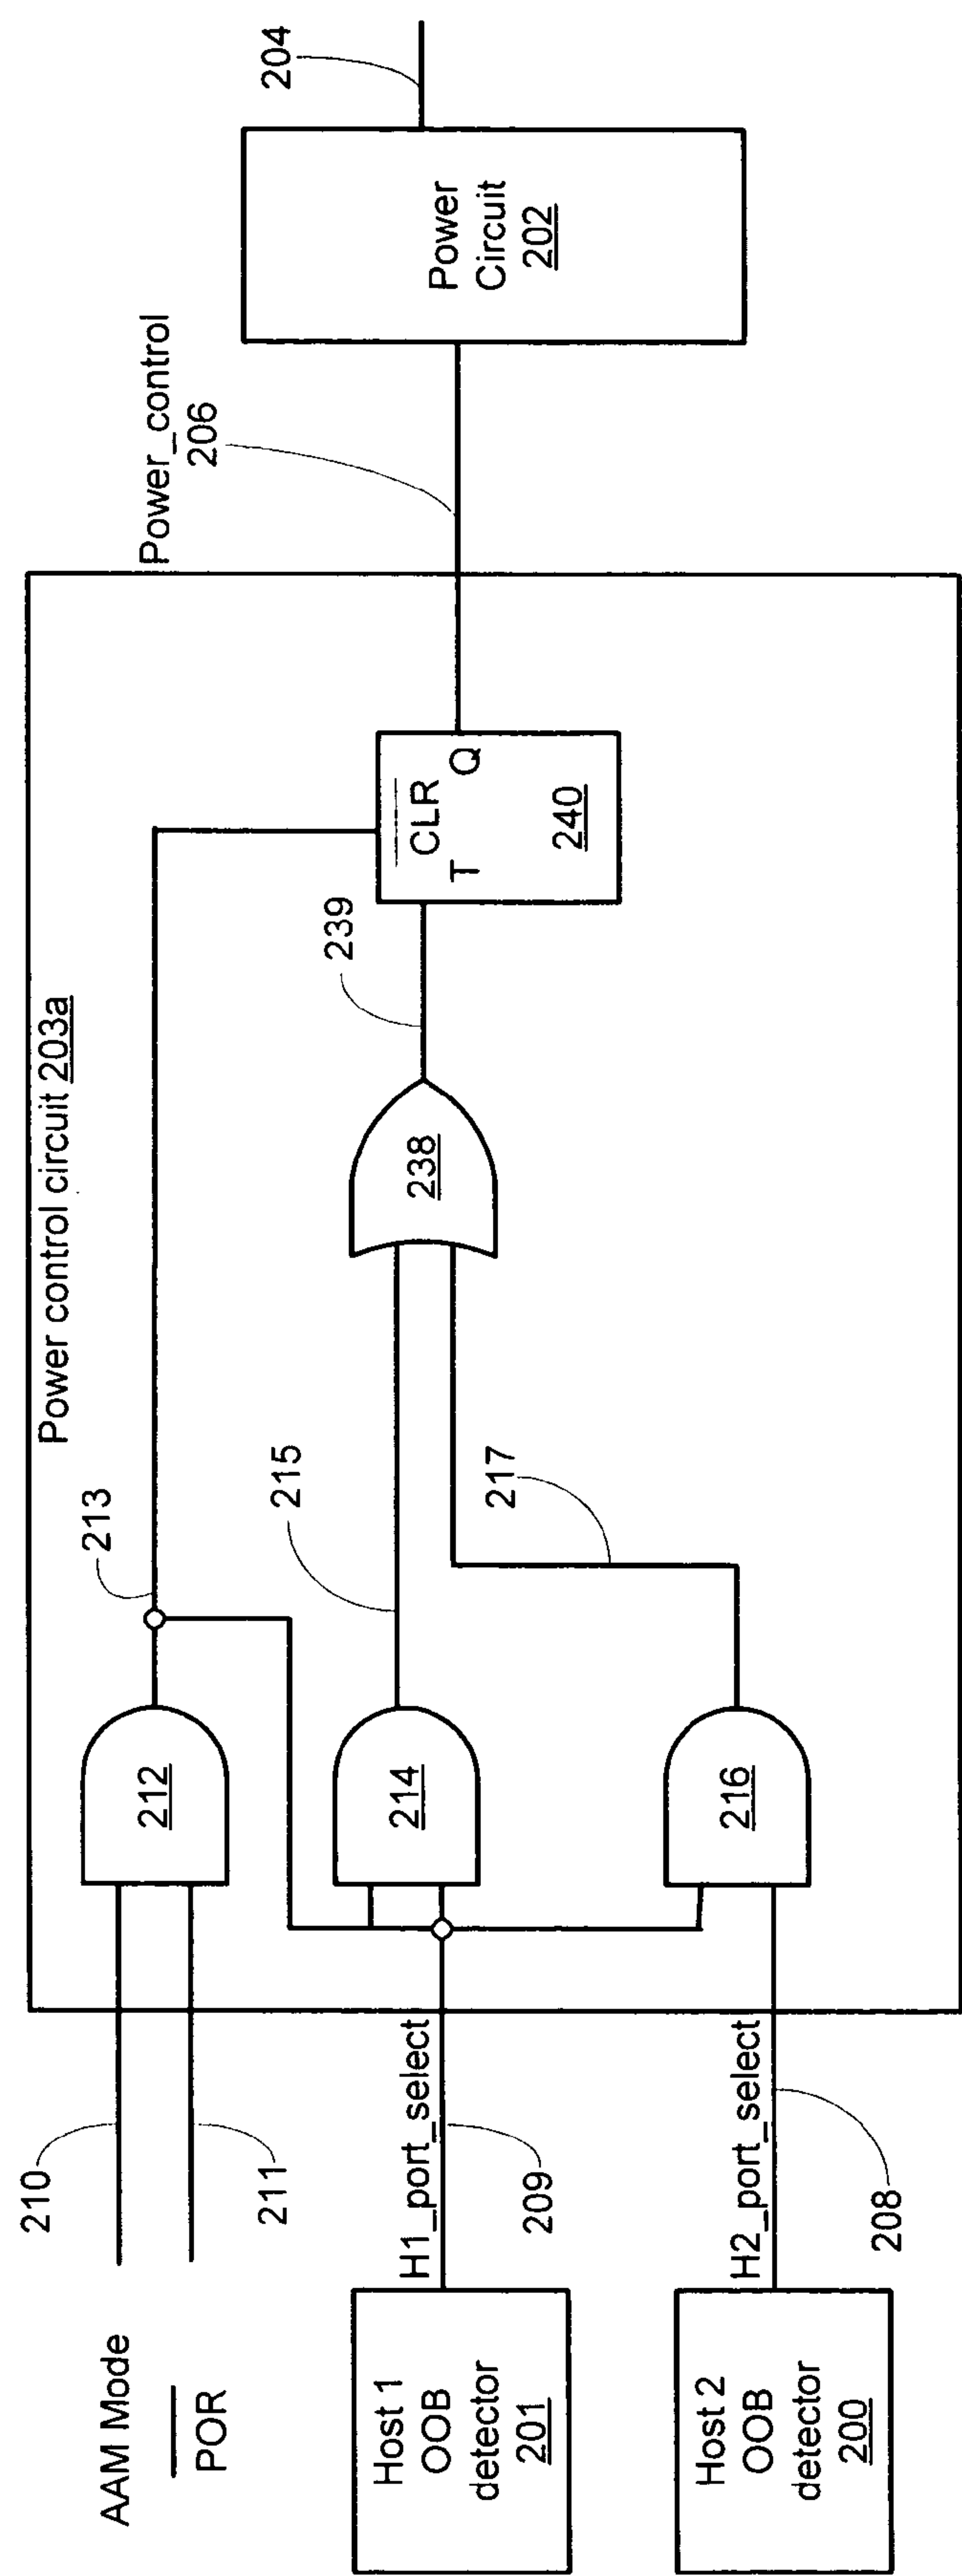 Power control circuit 203a
210
AAM Mode
POR
211
212
213
Host 1
OOB
detector
201
H1_port_select
209
214
215
Host 2
OOB
detector
200
H2_port_select
208
216
217
238
239
CLR
T
Q
240
Power_control
206
Power
Circuit
202
204